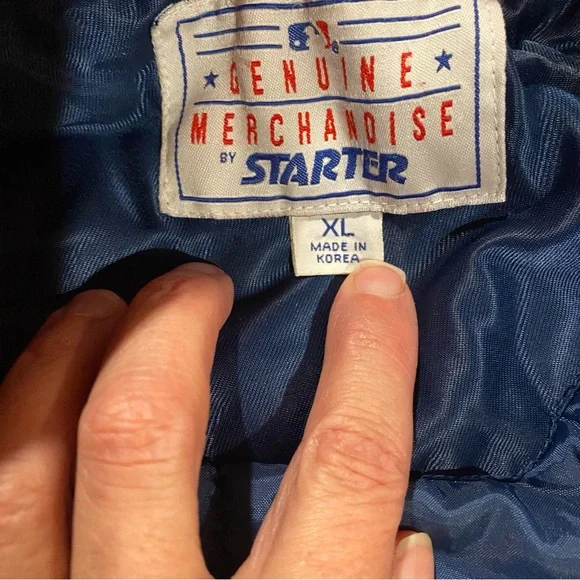 GENUINE
MERCHANDISE
BY STARTER
XL
MADE IN
KOREA